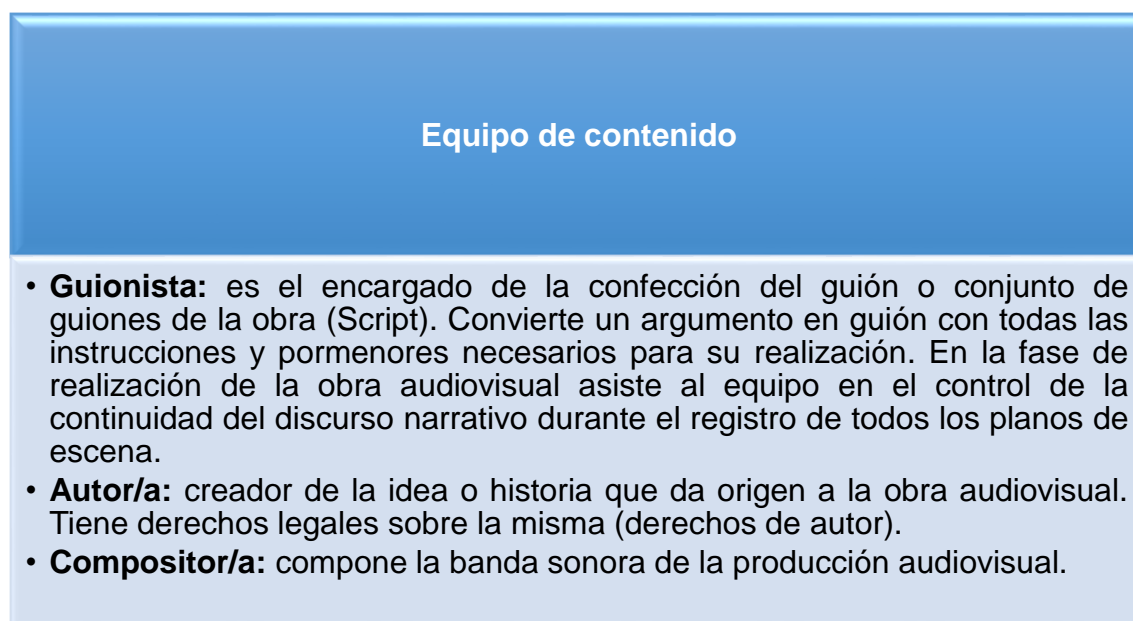 Equipo de contenido
• Guionista: es el encargado de la confección del guión o conjunto de
guiones de la obra (Script). Convierte un argumento en guión con todas las
instrucciones y pormenores necesarios para su realización. En la fase de
realización de la obra audiovisual asiste al equipo en el control de la
continuidad del discurso narrativo durante el registro de todos los planos de
escena.
• Autor/a: creador de la idea o historia que da origen a la obra audiovisual.
Tiene derechos legales sobre la misma (derechos de autor).
• Compositor/a: compone la banda sonora de la producción audiovisual.